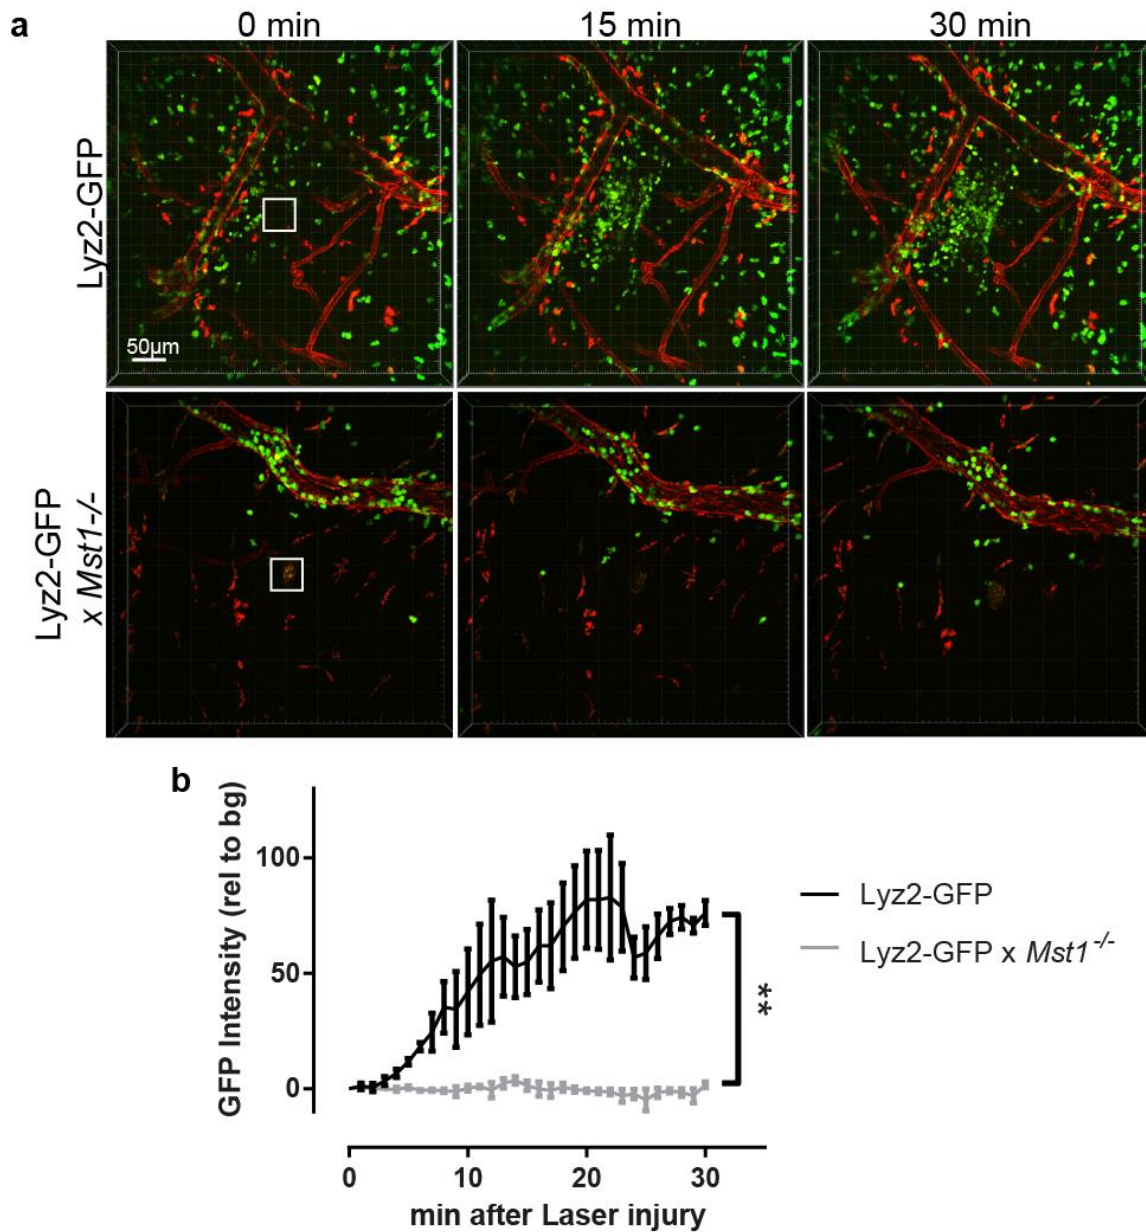 a
0 min 15 min 30 min
Lyz2-GFP
50µm
Lyz2-GFP
x Mst1-/-
b
GFP Intensity (rel to bg)
100
50
0
Lyz2-GFP
Lyz2-GFP x Mst1-/-
**
0 10 20 30
min after Laser injury